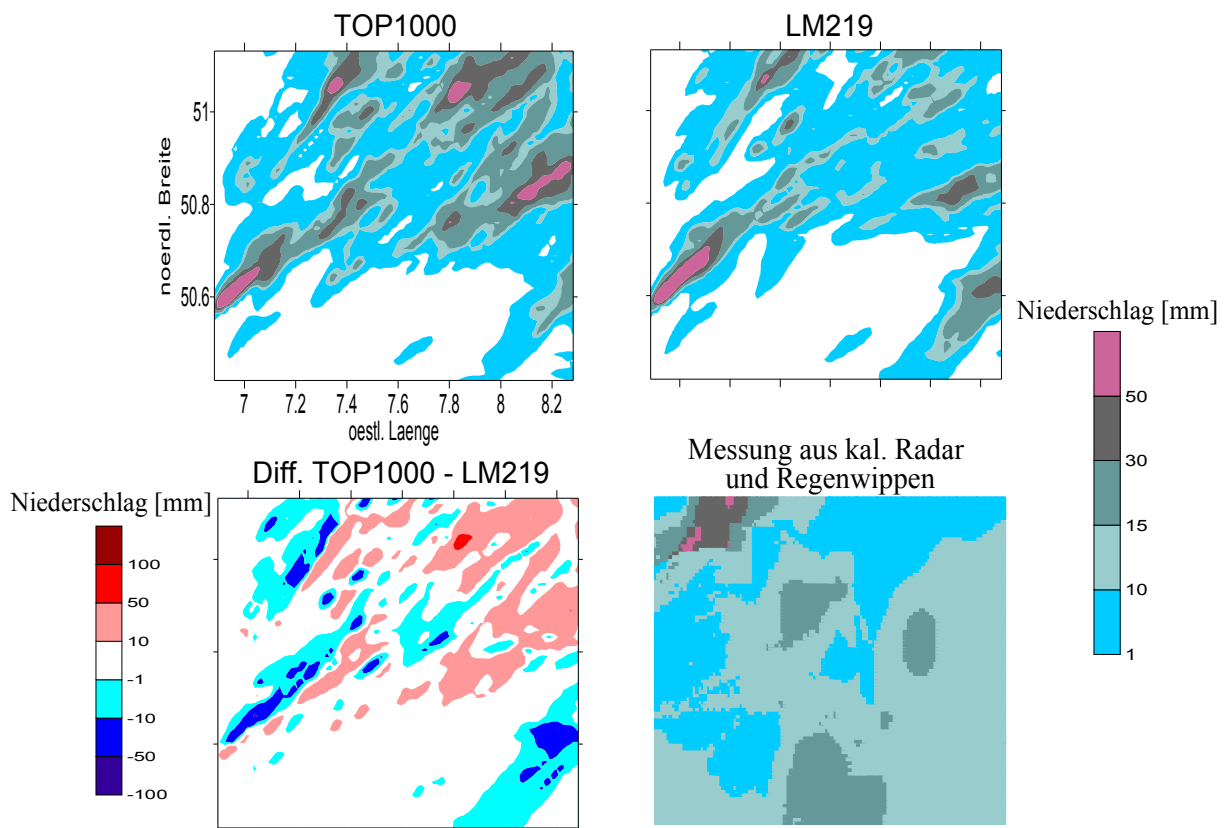 TOP1000
LM219
noerdl. Breite
51
50.8
50.6
7
7.2
7.4
7.6
7.8
8
8.2
oestl. Laenge
Niederschlag [mm]
50
30
15
10
1
Diff. TOP1000 - LM219
Niederschlag [mm]
100
50
10
-1
-10
-50
-100
Messung aus kal. Radar
und Regenwippen